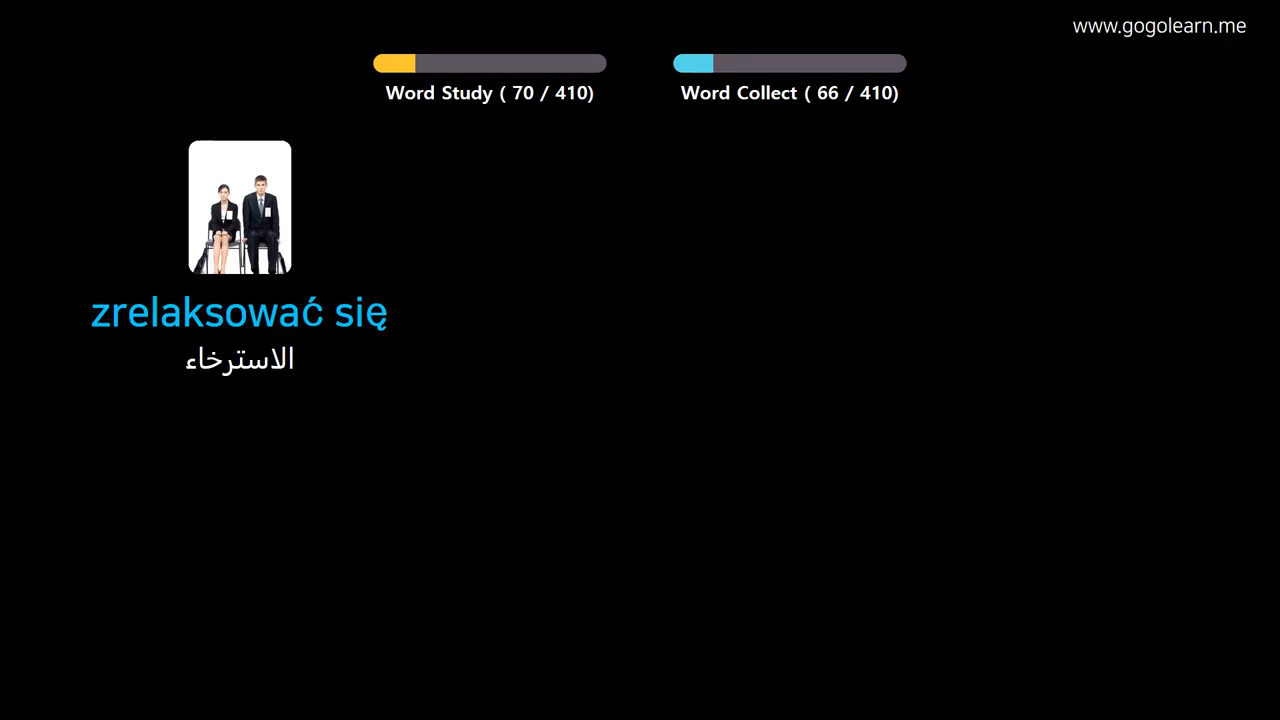 www.gogolearn.me
Word Study ( 70 / 410)
Word Collect ( 66 / 410)
zrelaksować się
الاسترخاء